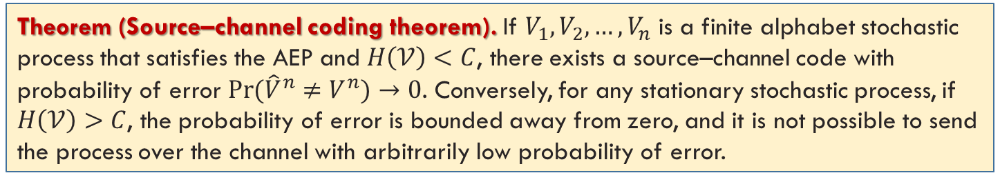 Theorem (Source–channel coding theorem). If $V_1, V_2, \dots, V_n$ is a finite alphabet stochastic
process that satisfies the AEP and $H(\mathcal{V}) < C$, there exists a source–channel code with
probability of error $\Pr(\hat{V}^n \neq V^n) \to 0$. Conversely, for any stationary stochastic process, if
$H(\mathcal{V}) > C$, the probability of error is bounded away from zero, and it is not possible to send
the process over the channel with arbitrarily low probability of error.